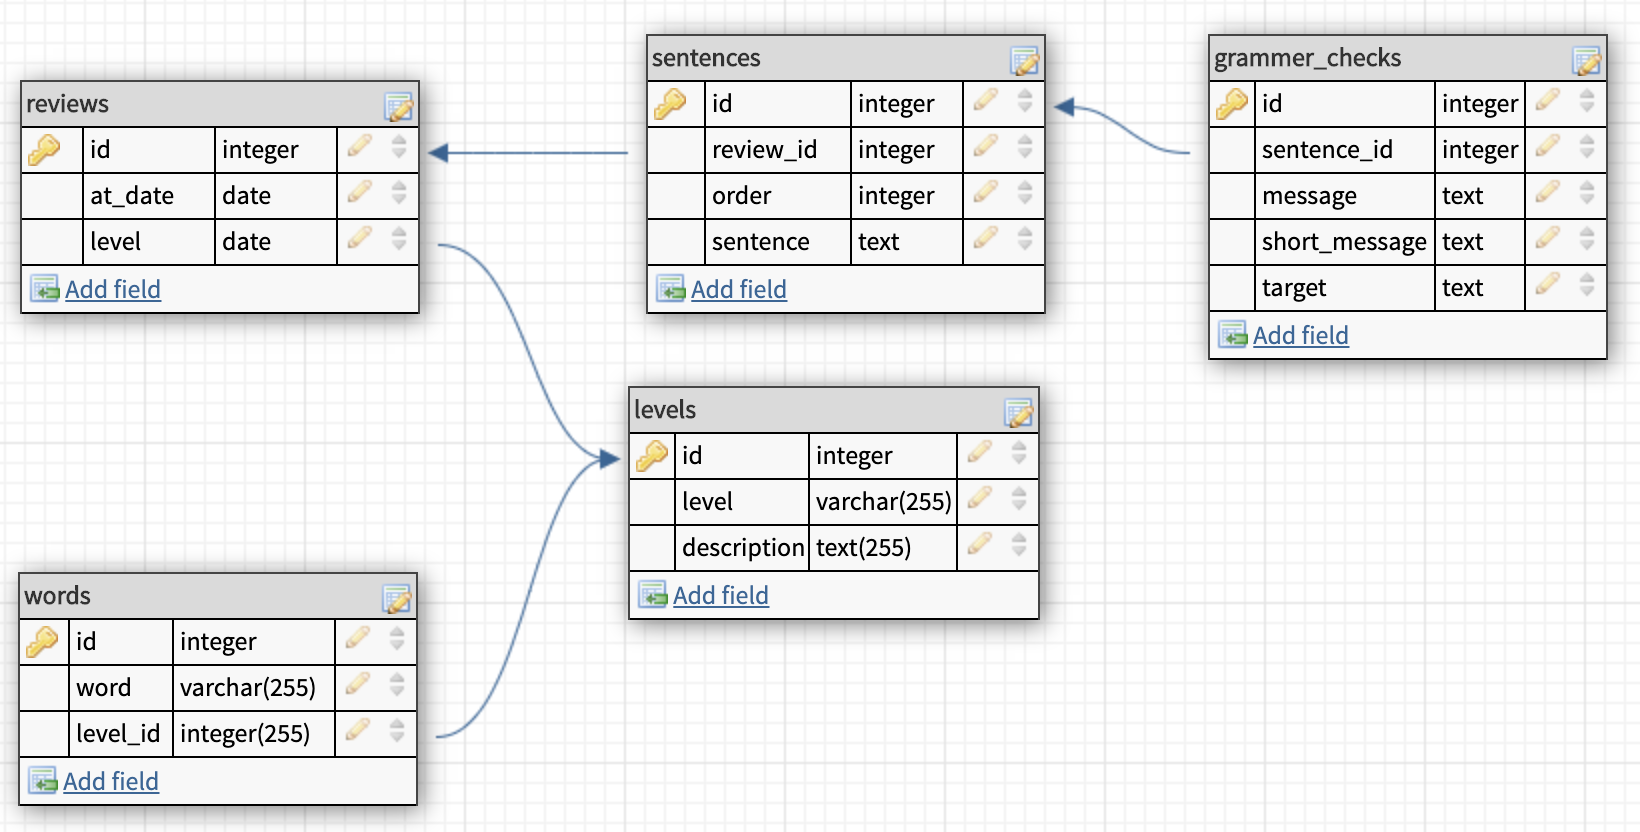 reviews
id integer
at_date date
level date
Add field
sentences
id integer
review_id integer
order integer
sentence text
Add field
grammer_checks
id integer
sentence_id integer
message text
short_message text
target text
Add field
levels
id integer
level varchar(255)
description text(255)
Add field
words
id integer
word varchar(255)
level_id integer(255)
Add field